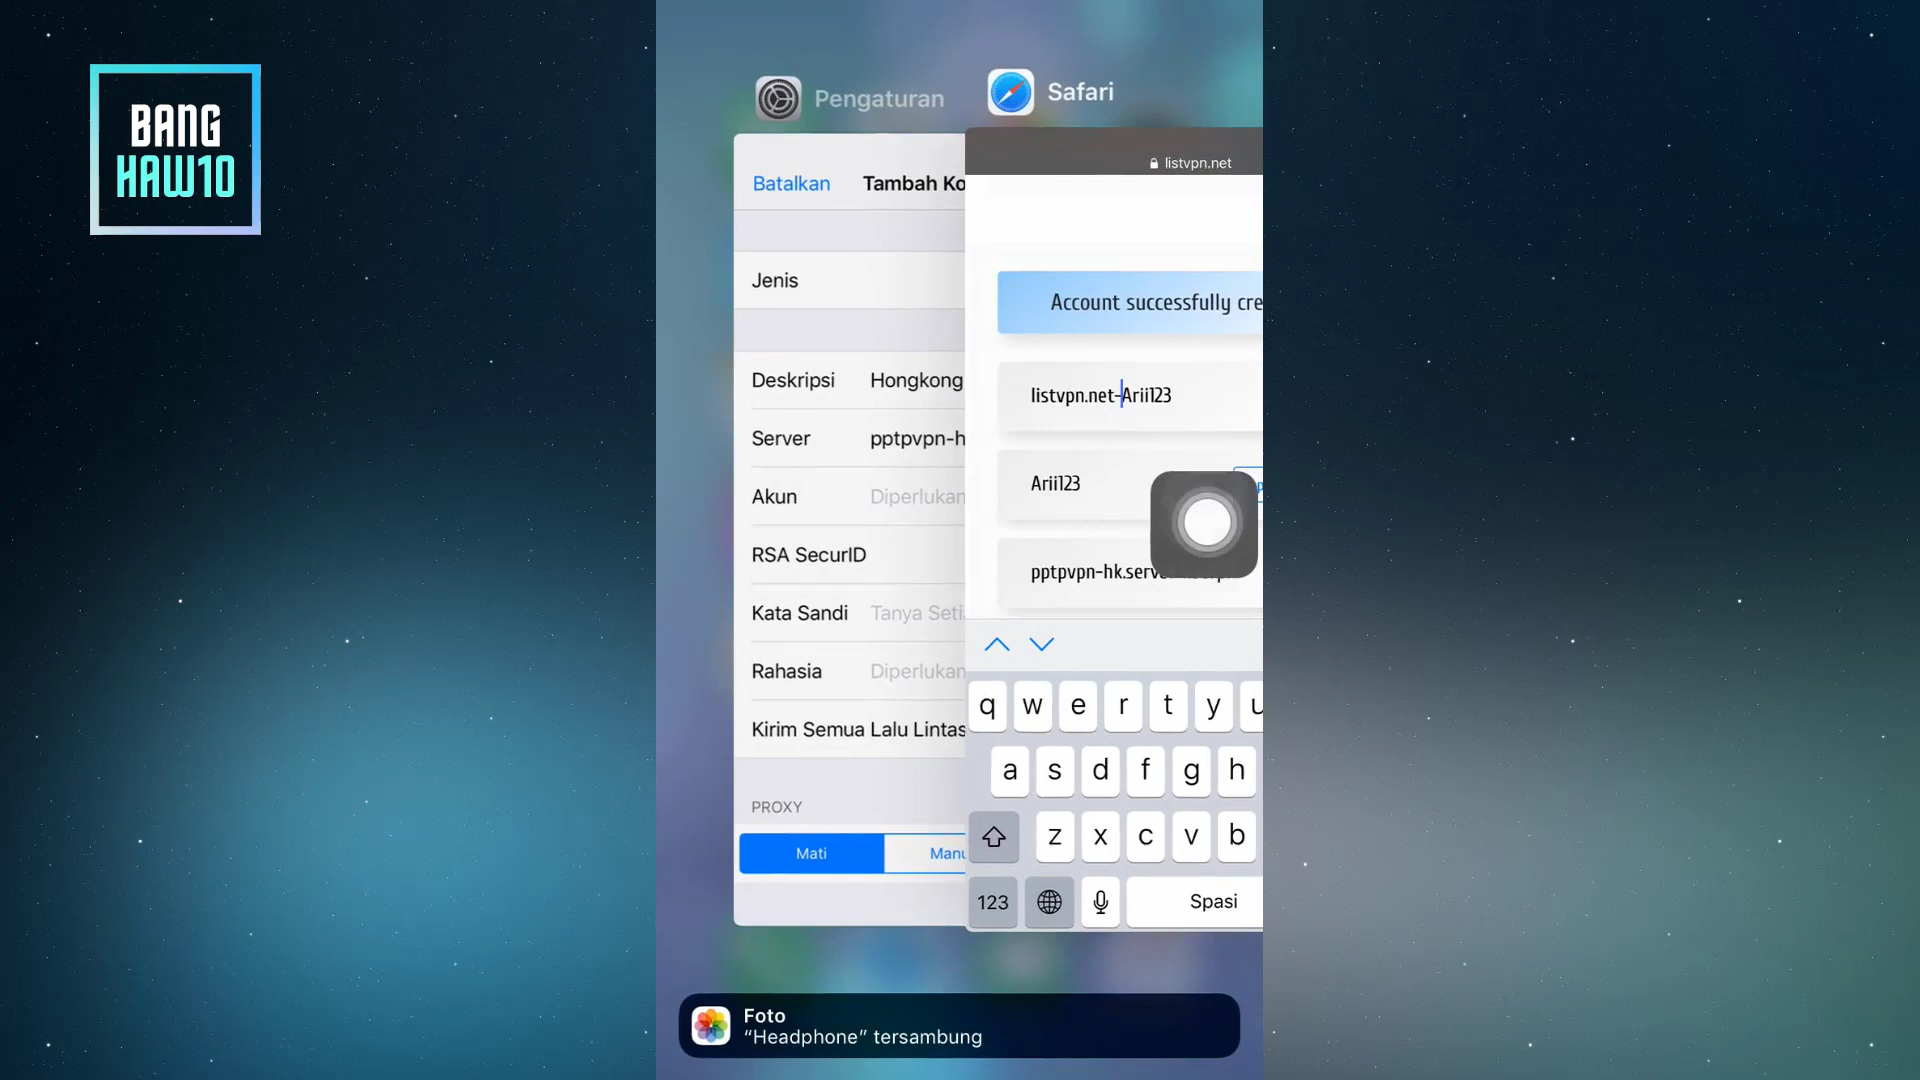 BANG
HAW10
Pengaturan
Safari
listvpn.net
Batalkan
Tambah Ko
Jenis
Deskripsi Hongkong
Server pptpvpn-h
Akun Diperlukan
RSA SecurID
Kata Sandi Tanya Seti
Rahasia Diperlukan
Kirim Semua Lalu Lintas
PROXY
Mati Manu
Account successfully cre
listvpn.net-Arii123
Arii123
pptpvpn-hk.serv
q w e r t y u
a s d f g h
z x c v b
123 Spasi
Foto
“Headphone” tersambung